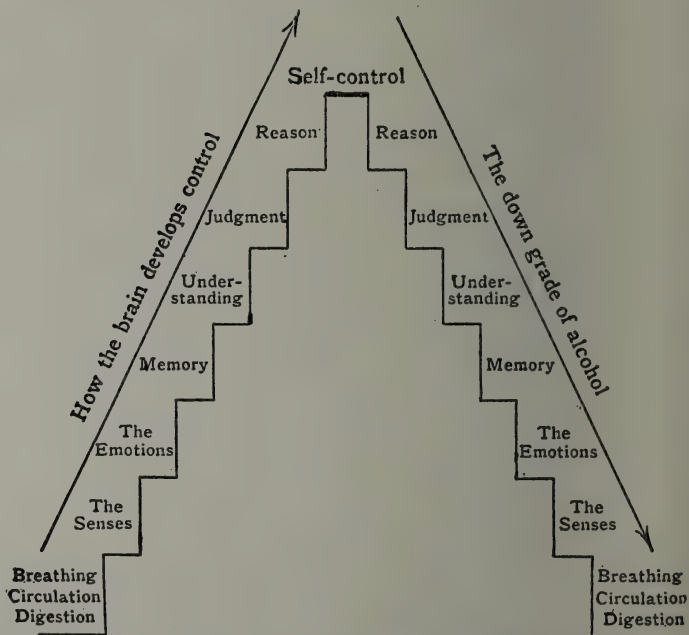 Self-control
How the brain develops control
Reason
Judgment
Under-
standing
Memory
The
Emotions
The
Senses
Breathing
Circulation
Digestion
The down grade of alcohol
Reason
Judgment
Under-
standing
Memory
The
Emotions
The
Senses
Breathing
Circulation
Digestion